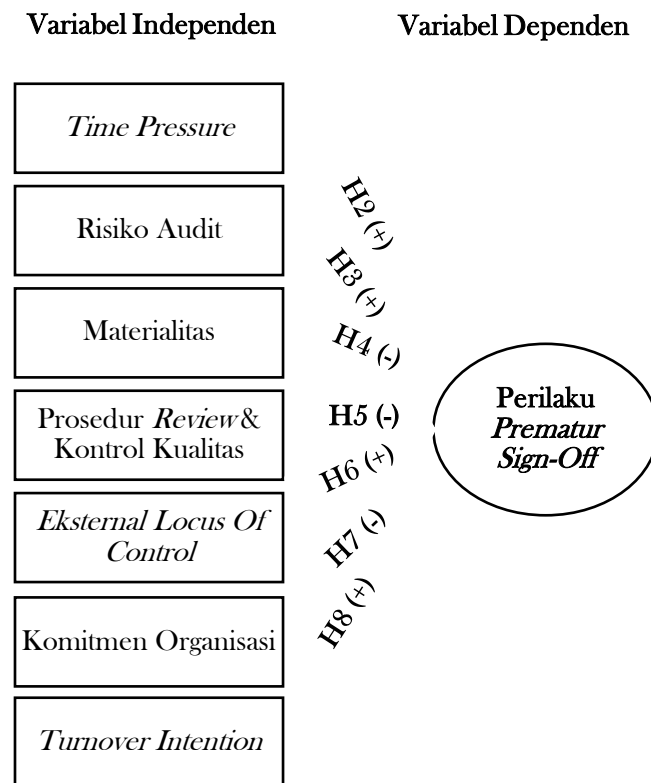 Variabel Independen
Variabel Dependen
Time Pressure
Risiko Audit
Materialitas
Prosedur Review &
Kontrol Kualitas
Eksternal Locus Of
Control
Komitmen Organisasi
Turnover Intention
H2 (+)
H3 (+)
H4 (-)
H5 (-)
H6 (+)
H7 (-)
H8 (+)
Perilaku
Prematur
Sign-Off